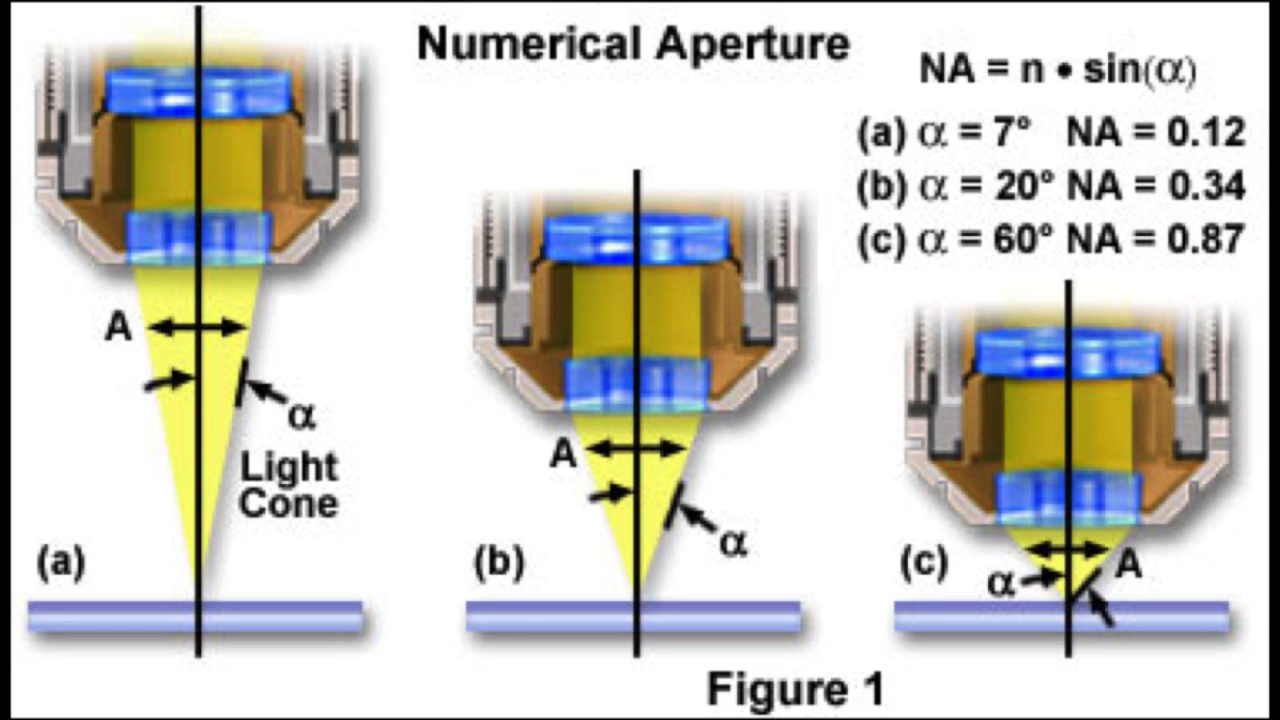 Numerical Aperture
NA = n • sin(α)
(a) α = 7° NA = 0.12
(b) α = 20° NA = 0.34
(c) α = 60° NA = 0.87
A
α
Light
Cone
(a)
A
α
(b)
A
α
(c)
Figure 1